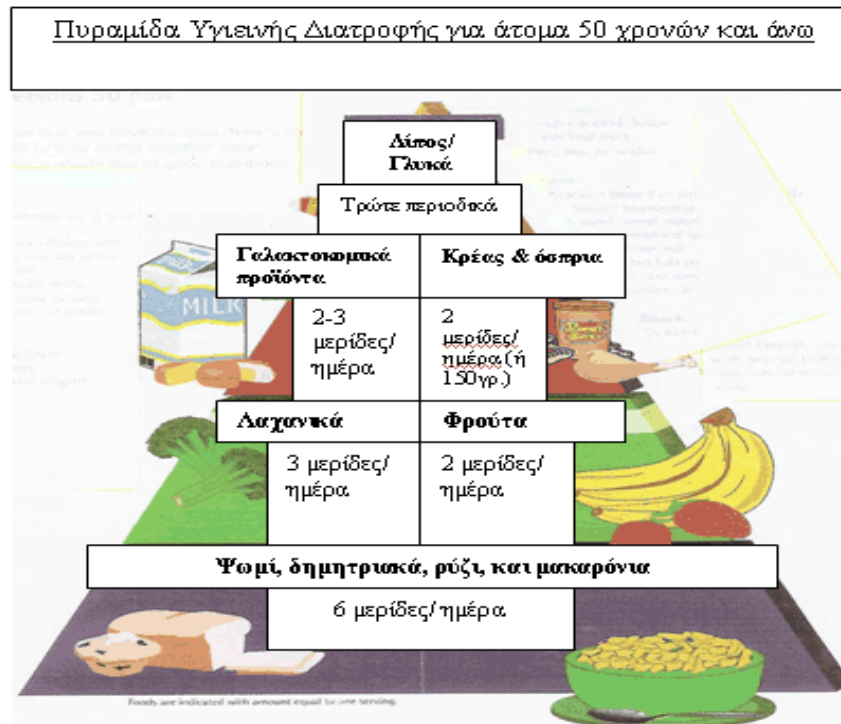 Πυραμίδα Υγιεινής Διατροφής για άτομα 50 χρονών και άνω
Λίπος/
Γλυκά
Τρώτε περιοδικά
Γαλακτοκομικά
προϊόντα
Κρέας & όσπρια
2-3
μερίδες/
ημέρα
2
μερίδες/
ημέρα (ή
150γρ.)
MILK
Λαχανικά
Φρούτα
3 μερίδες/
ημέρα
2 μερίδες/
ημέρα
Ψωμί, δημητριακά, ρύζι, και μακαρόνια
6 μερίδες/ ημέρα
Foods are indicated with amount equal to one serving.